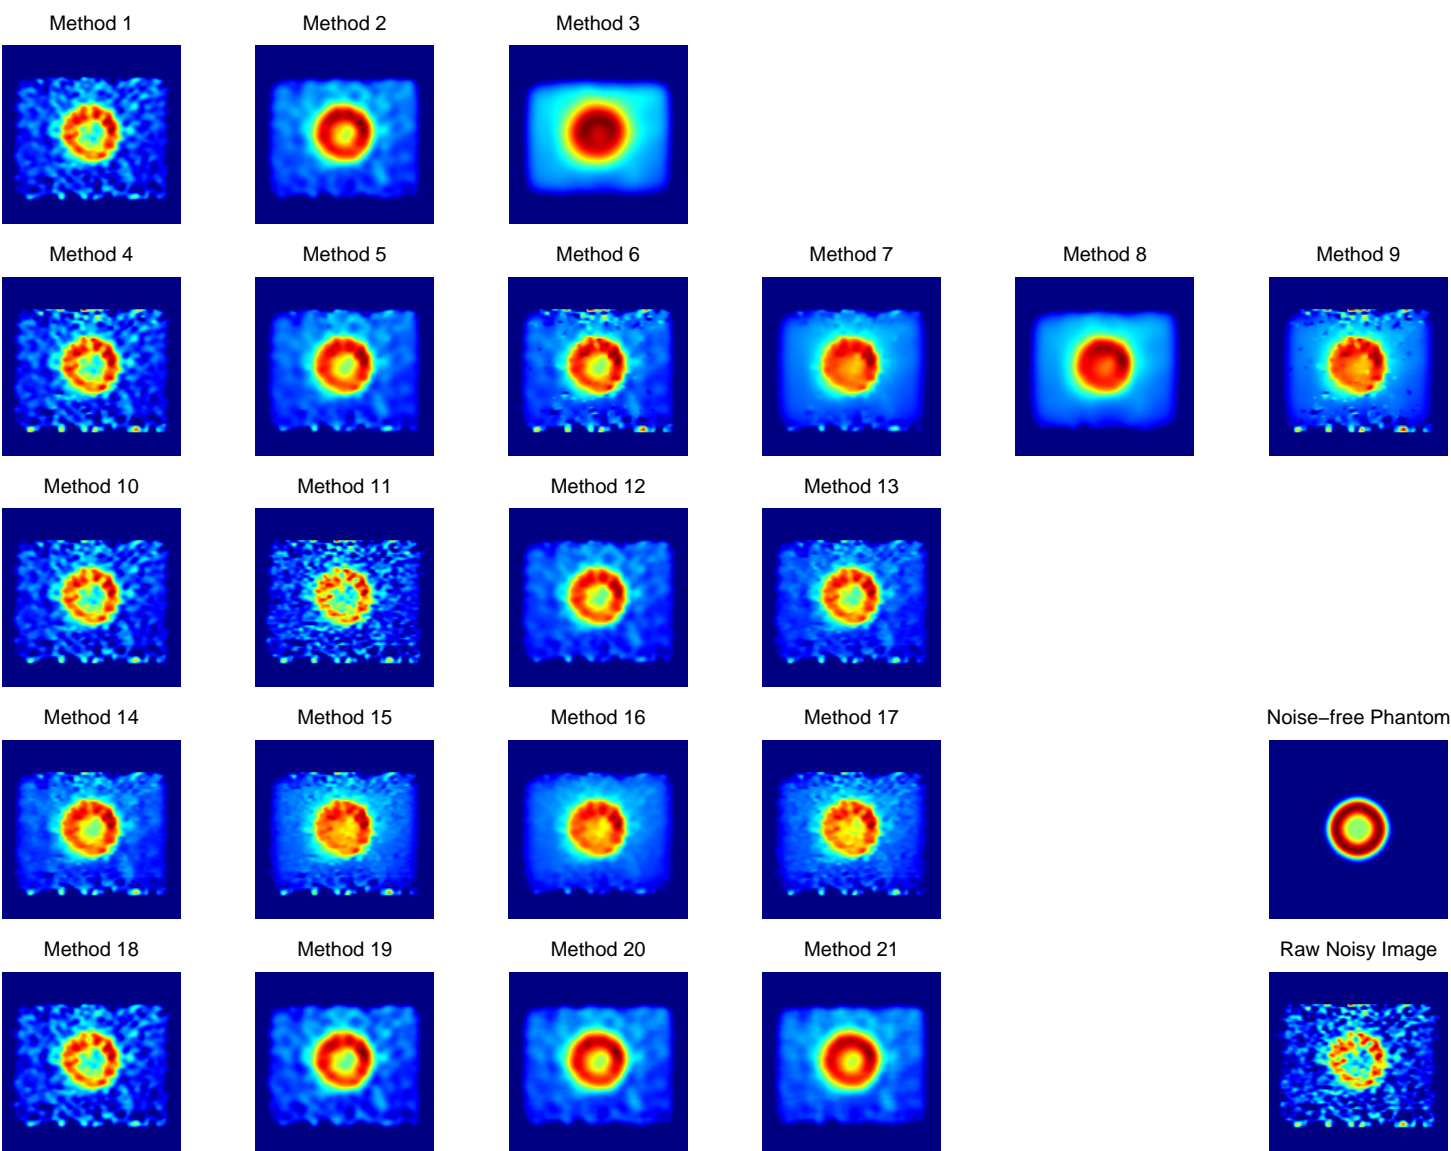 Method 1
Method 2
Method 3
Method 4
Method 5
Method 6
Method 7
Method 8
Method 9
Method 10
Method 11
Method 12
Method 13
Method 14
Method 15
Method 16
Method 17
Noise−free Phantom
Method 18
Method 19
Method 20
Method 21
Raw Noisy Image